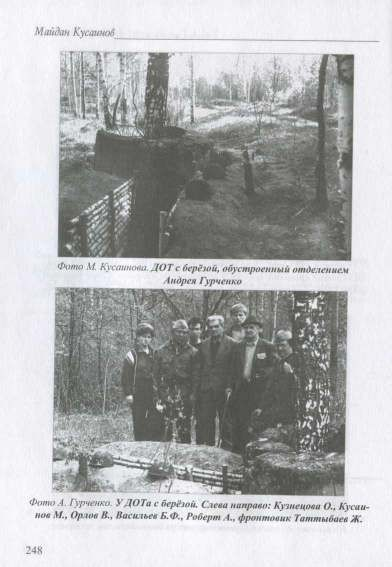 Майдан Кусаинов
Фото М. Кусаинова. ДОТ с берёзой, обустроенный отделением
Андрея Гурченко
Фото А. Гурченко. У ДОТа с берёзой. Слева направо: Кузнецова О., Кусаи-
нов М., Орлов В., Васильев Б.Ф., Роберт А., фронтовик Таттыбаев Ж.
248